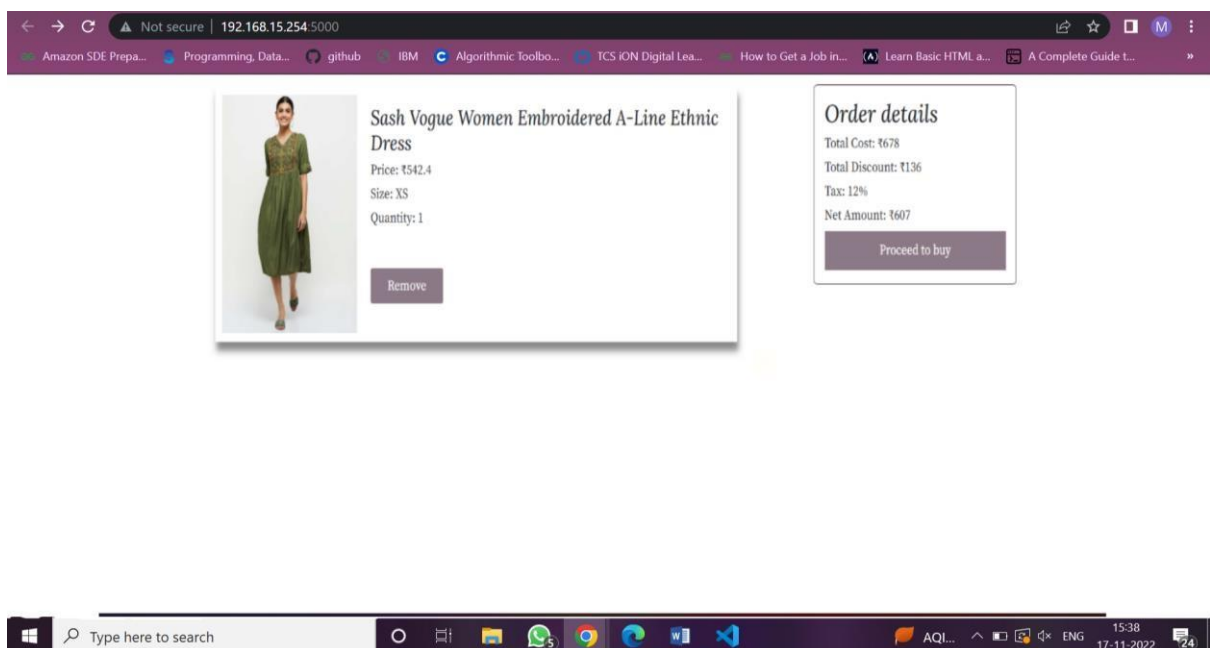 Not secure | 192.168.15.254:5000
M
Amazon SDE Prepa... Programming, Data... github IBM Algorithmic Toolbo... TCS iON Digital Lea... How to Get a Job in... Learn Basic HTML a... A Complete Guide t... »
Sash Vogue Women Embroidered A-Line Ethnic
Dress
Price: ₹542.4
Size: XS
Quantity: 1
Remove
Order details
Total Cost: ₹678
Total Discount: ₹136
Tax: 12%
Net Amount: ₹607
Proceed to buy
Type here to search
5
AQI... ENG
15:38
17-11-2022
24